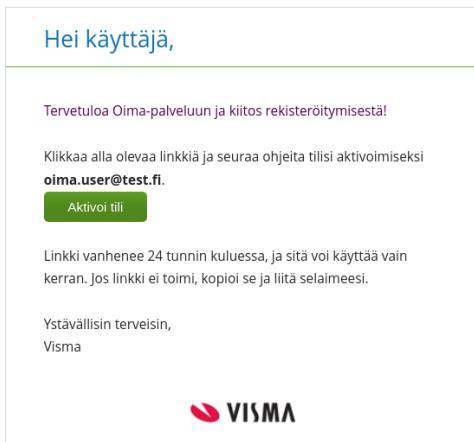 Hei käyttäjä,
Tervetuloa Oima-palveluun ja kiitos rekisteröitymisestä!
Klikkaa alla olevaa linkkiä ja seuraa ohjeita tilisi aktivoimiseksi
oima.user@test.fi.
Aktivoi tili
Linkki vanhenee 24 tunnin kuluessa, ja sitä voi käyttää vain
kerran. Jos linkki ei toimi, kopioi se ja liitä selaimeesi.
Ystävällisin terveisin,
Visma
VISMA